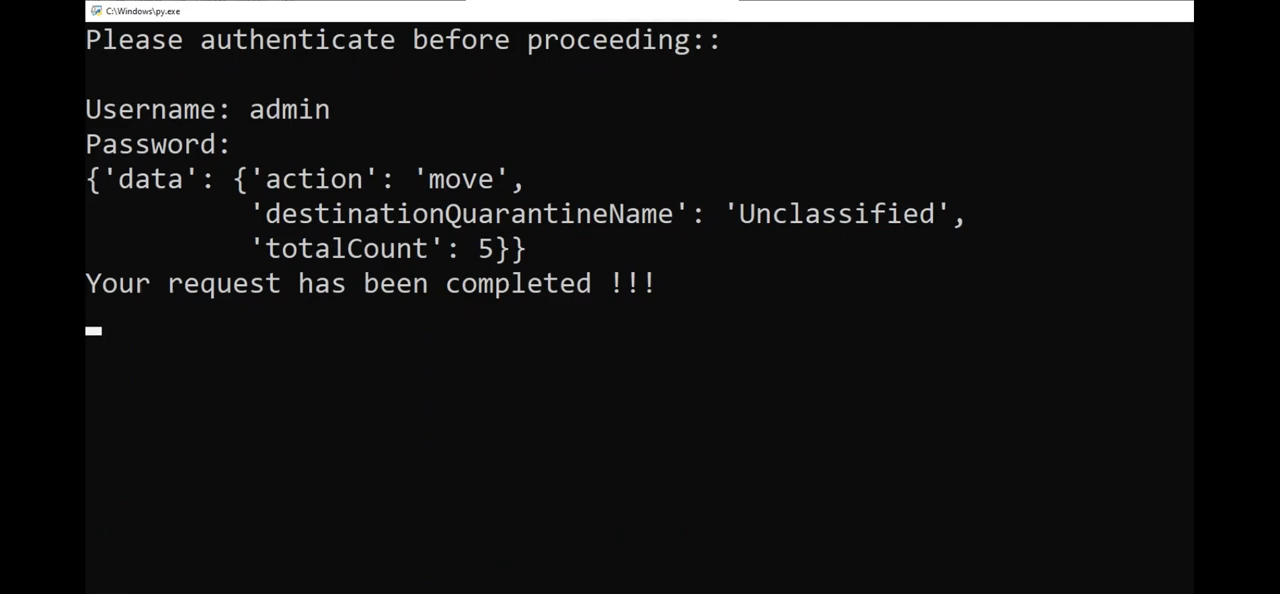 C:\Windows\py.exe
Please authenticate before proceeding::
Username: admin
Password:
{'data': {'action': 'move',
'destinationQuarantineName': 'Unclassified',
'totalCount': 5}}
Your request has been completed !!!